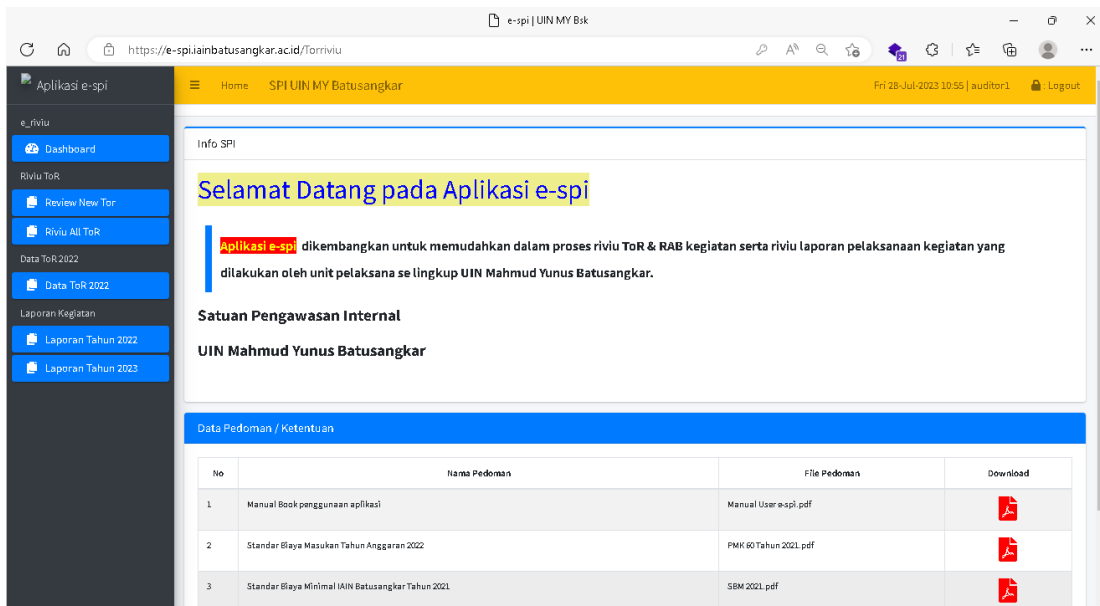 e-spi | UIN MY Bsk
https://e-spi.iainbatusangkar.ac.id/Torriviu
21
Aplikasi e-spi
Home SPI UIN MY Batusangkar
Fri 28-Jul-2023 10:55 | auditor1 : Logout
e_riviu
Dashboard
Riviu ToR
Review New Tor
Riviu All ToR
Data ToR 2022
Data ToR 2022
Laporan Kegiatan
Laporan Tahun 2022
Laporan Tahun 2023
Info SPI
Selamat Datang pada Aplikasi e-spi
Aplikasi e-spi dikembangkan untuk memudahkan dalam proses riviu ToR & RAB kegiatan serta riviu laporan pelaksanaan kegiatan yang
dilakukan oleh unit pelaksana se lingkup UIN Mahmud Yunus Batusangkar.
Satuan Pengawasan Internal
UIN Mahmud Yunus Batusangkar
Data Pedoman / Ketentuan
No Nama Pedoman File Pedoman Download
1 Manual Book penggunaan aplikasi Manual User e-spi.pdf
2 Standar Biaya Masukan Tahun Anggaran 2022 PMK 60 Tahun 2021.pdf
3 Standar Biaya Minimal IAIN Batusangkar Tahun 2021 SBM 2021.pdf